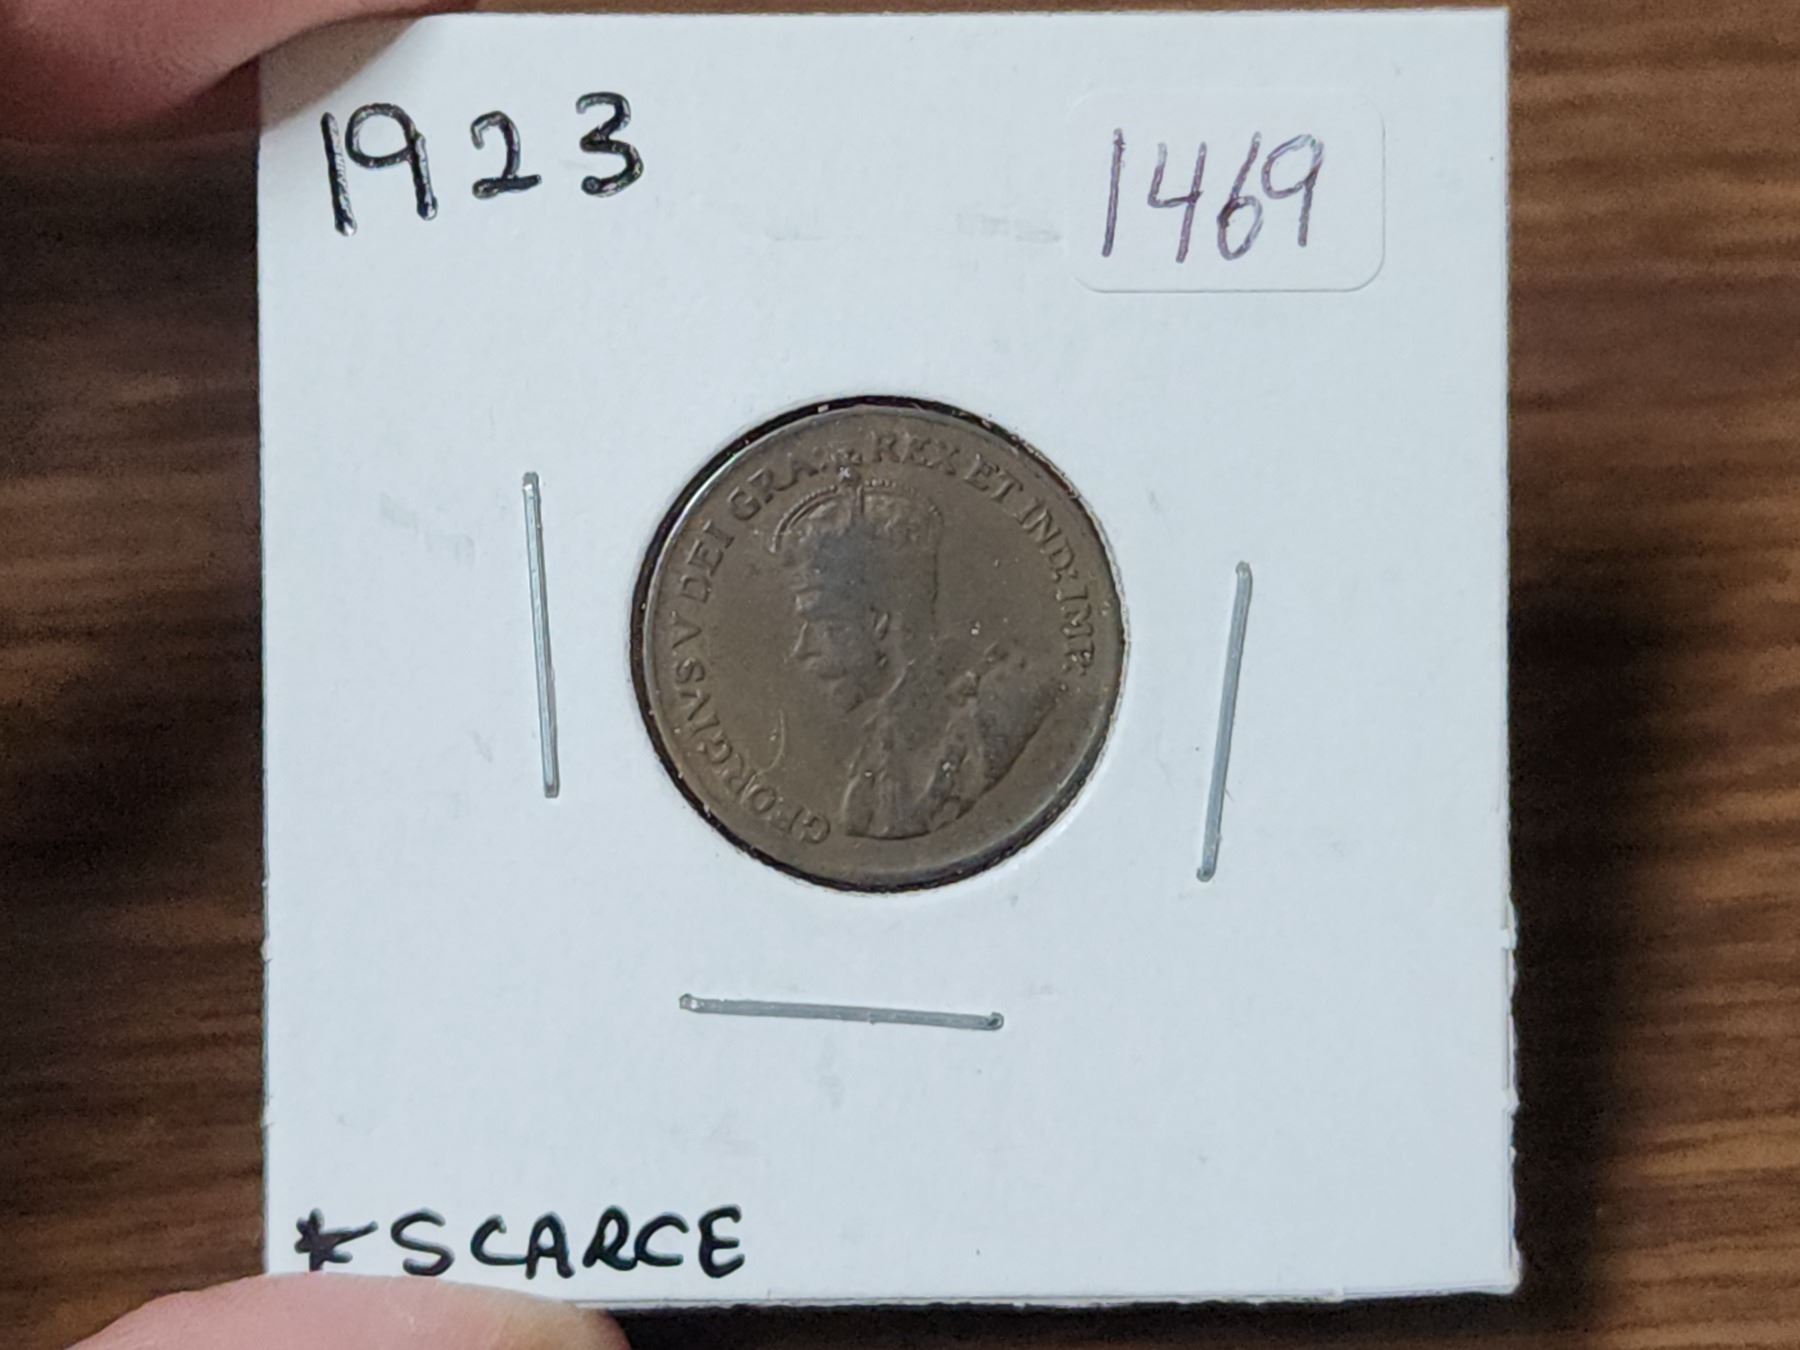 1923
1469
GEORGIVS V DEI GRA: REX ET IND: IMP:
*SCARCE